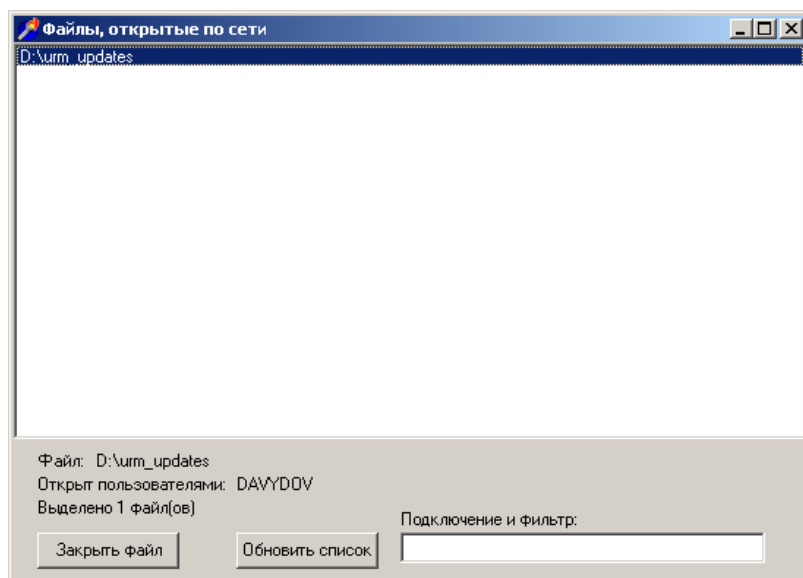 Файлы, открытые по сети
D:\urm_updates
Файл: D:\urm_updates
Открыт пользователями: DAVYDOV
Выделено 1 файл(ов)
Подключение и фильтр:
Закрыть файл
Обновить список